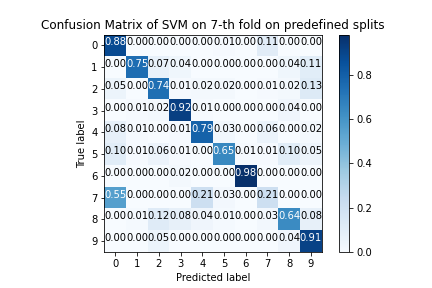 Confusion Matrix of SVM on 7-th fold on predefined splits
0 0.88 0.00 0.00 0.00 0.00 0.01 0.00 0.11 0.00 0.00
1 0.00 0.75 0.07 0.04 0.00 0.00 0.00 0.00 0.04 0.11
2 0.05 0.00 0.74 0.01 0.02 0.02 0.00 0.01 0.02 0.13
3 0.00 0.01 0.02 0.92 0.01 0.00 0.00 0.00 0.04 0.00
4 0.08 0.01 0.00 0.01 0.79 0.03 0.00 0.06 0.00 0.02
5 0.10 0.01 0.06 0.01 0.01 0.65 0.01 0.01 0.10 0.05
6 0.00 0.00 0.00 0.02 0.00 0.00 0.98 0.00 0.00 0.00
7 0.55 0.00 0.00 0.00 0.21 0.03 0.00 0.21 0.00 0.00
8 0.00 0.01 0.12 0.08 0.04 0.01 0.00 0.03 0.64 0.08
9 0.00 0.00 0.05 0.00 0.00 0.00 0.00 0.00 0.04 0.91
0 1 2 3 4 5 6 7 8 9
True label
Predicted label
0.8
0.6
0.4
0.2
0.0